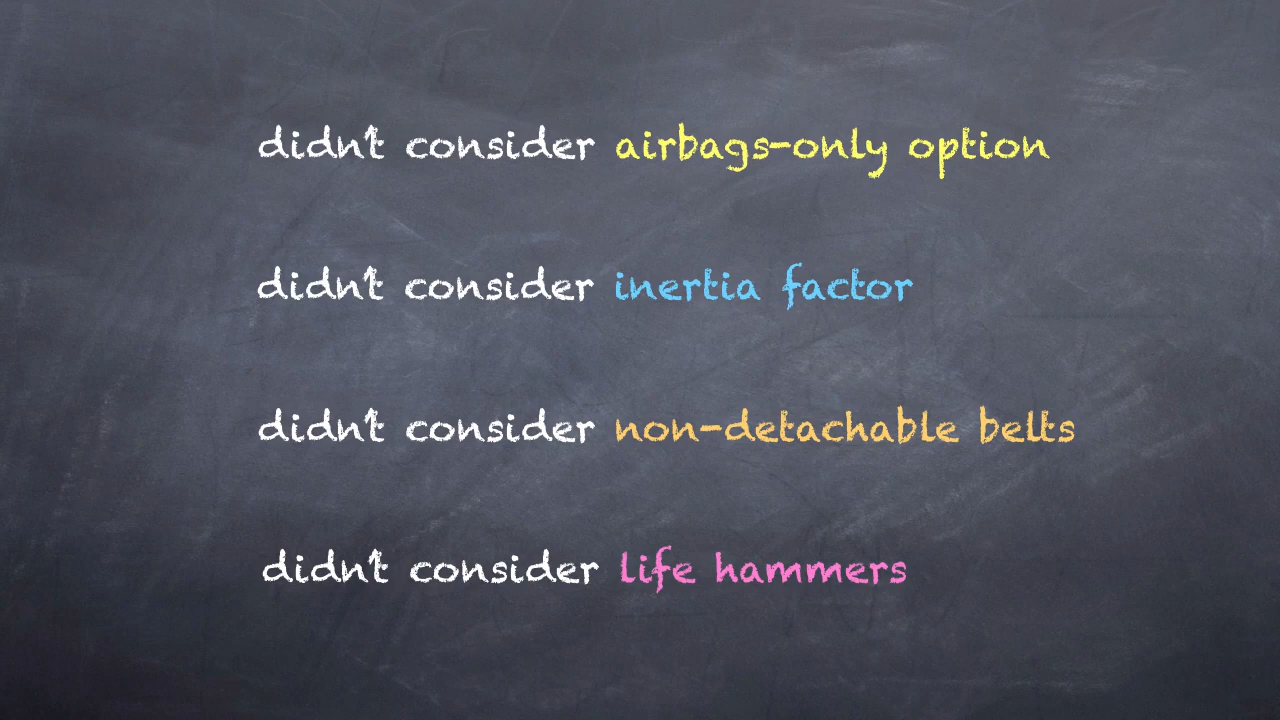 didn't consider airbags-only option
didn't consider inertia factor
didn't consider non-detachable belts
didn't consider life hammers